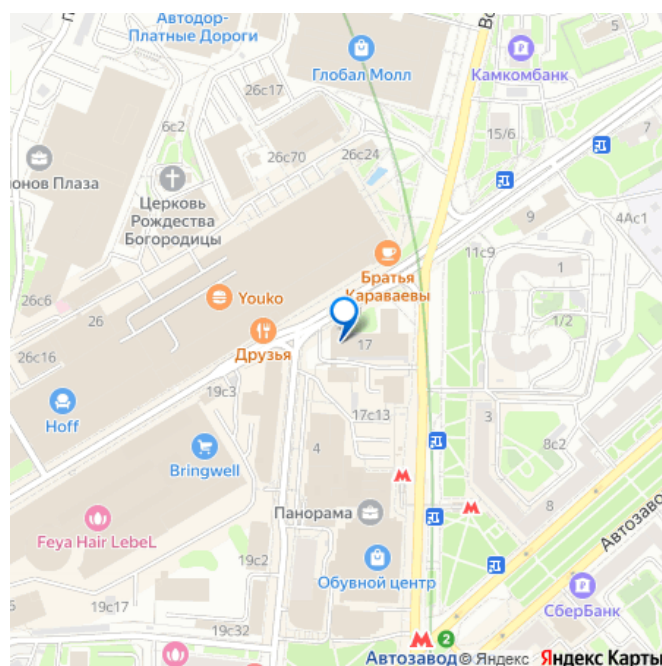 Автодор-
Платные Дороги
Глобал Молл
Камкомбанк
5
26с17
6с2
26с70
26с24
15/6
7
онов Плаза
Церковь
Рождества
Богородицы
4Ас1
9
11с9
1
Братья
Караваевы
26с6
26
Youko
Друзья
17
1/2
26с16
19с3
Hoff
17с13
3
4
8с2
Bringwell
8
Панорама
Feya Hair LebeL
19с2
Обувной центр
Автозаво
19с17
СберБанк
19с32
2
Автозавод
© Яндекс
Яндекс Карты